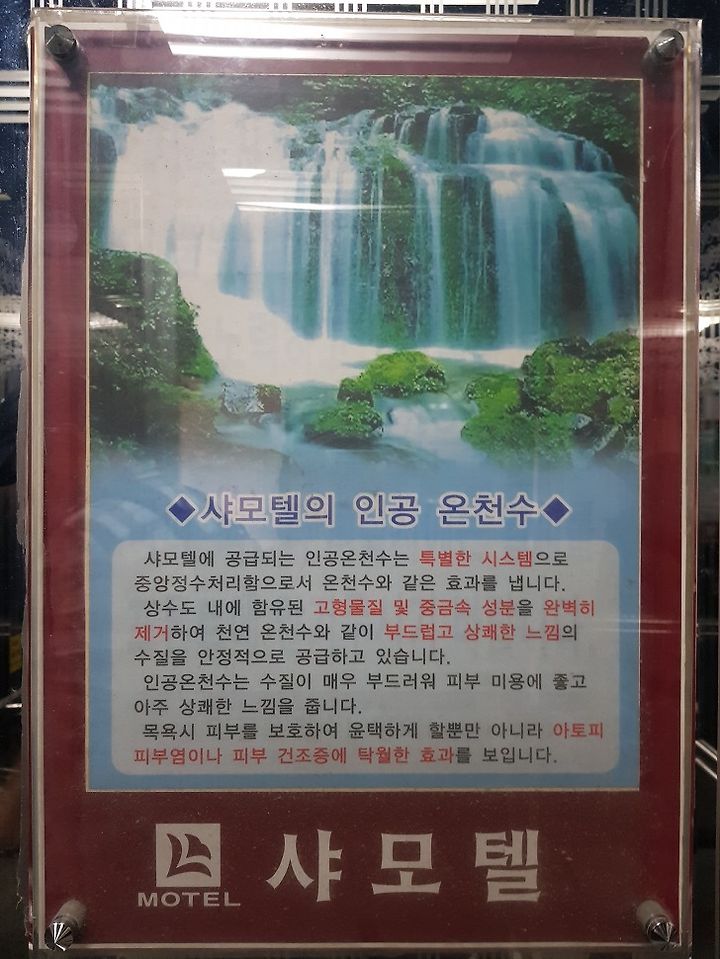 ◆샤모텔의 인공 온천수◆
샤모텔에 공급되는 인공온천수는 특별한 시스템으로
중앙정수처리함으로서 온천수와 같은 효과를 냅니다.
상수도 내에 함유된 고형물질 및 중금속 성분을 완벽히
제거하여 천연 온천수와 같이 부드럽고 상쾌한 느낌의
수질을 안정적으로 공급하고 있습니다.
인공온천수는 수질이 매우 부드러워 피부 미용에 좋고
아주 상쾌한 느낌을 줍니다.
목욕시 피부를 보호하여 윤택하게 할뿐만 아니라 아토피
피부염이나 피부 건조증에 탁월한 효과를 보입니다.
MOTEL 샤모텔